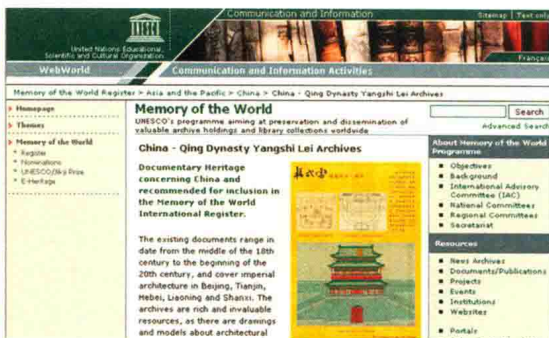 Communication and Information
Sitemap | Text only
UNESCO
United Nations Educational,
Scientific and Cultural Organization
Français
WebWorld
Communication and Information Activities
Memory of the World Register > Asia and the Pacific > China > China - Qing Dynasty Yangzhi Lei Archives
Homepage
Themes
Memory of the World
Register
Nominations
UNESCO/Jikji Prize
E-Heritage
Memory of the World
UNESCO's programme aiming at preservation and dissemination of
valuable archive holdings and library collections worldwide
China - Qing Dynasty Yangshi Lei Archives
Documentary Heritage
concerning China and
recommended for inclusion in
the Memory of the World
International Register.
The existing documents range in
date from the middle of the 18th
century to the beginning of the
20th century, and cover imperial
architecture in Beijing, Tianjin,
Hebei, Liaoning and Shanxi. The
archives are rich and invaluable
resources, as there are drawings
and models about architectural
Search
Advanced Search
About Memory of the World
Programme
Objectives
Background
International Advisory
Committee (IAC)
National Committees
Regional Committees
Secretariat
Resources
News Archives
Documents/Publications
Projects
Events
Institutions
Websites
Portals